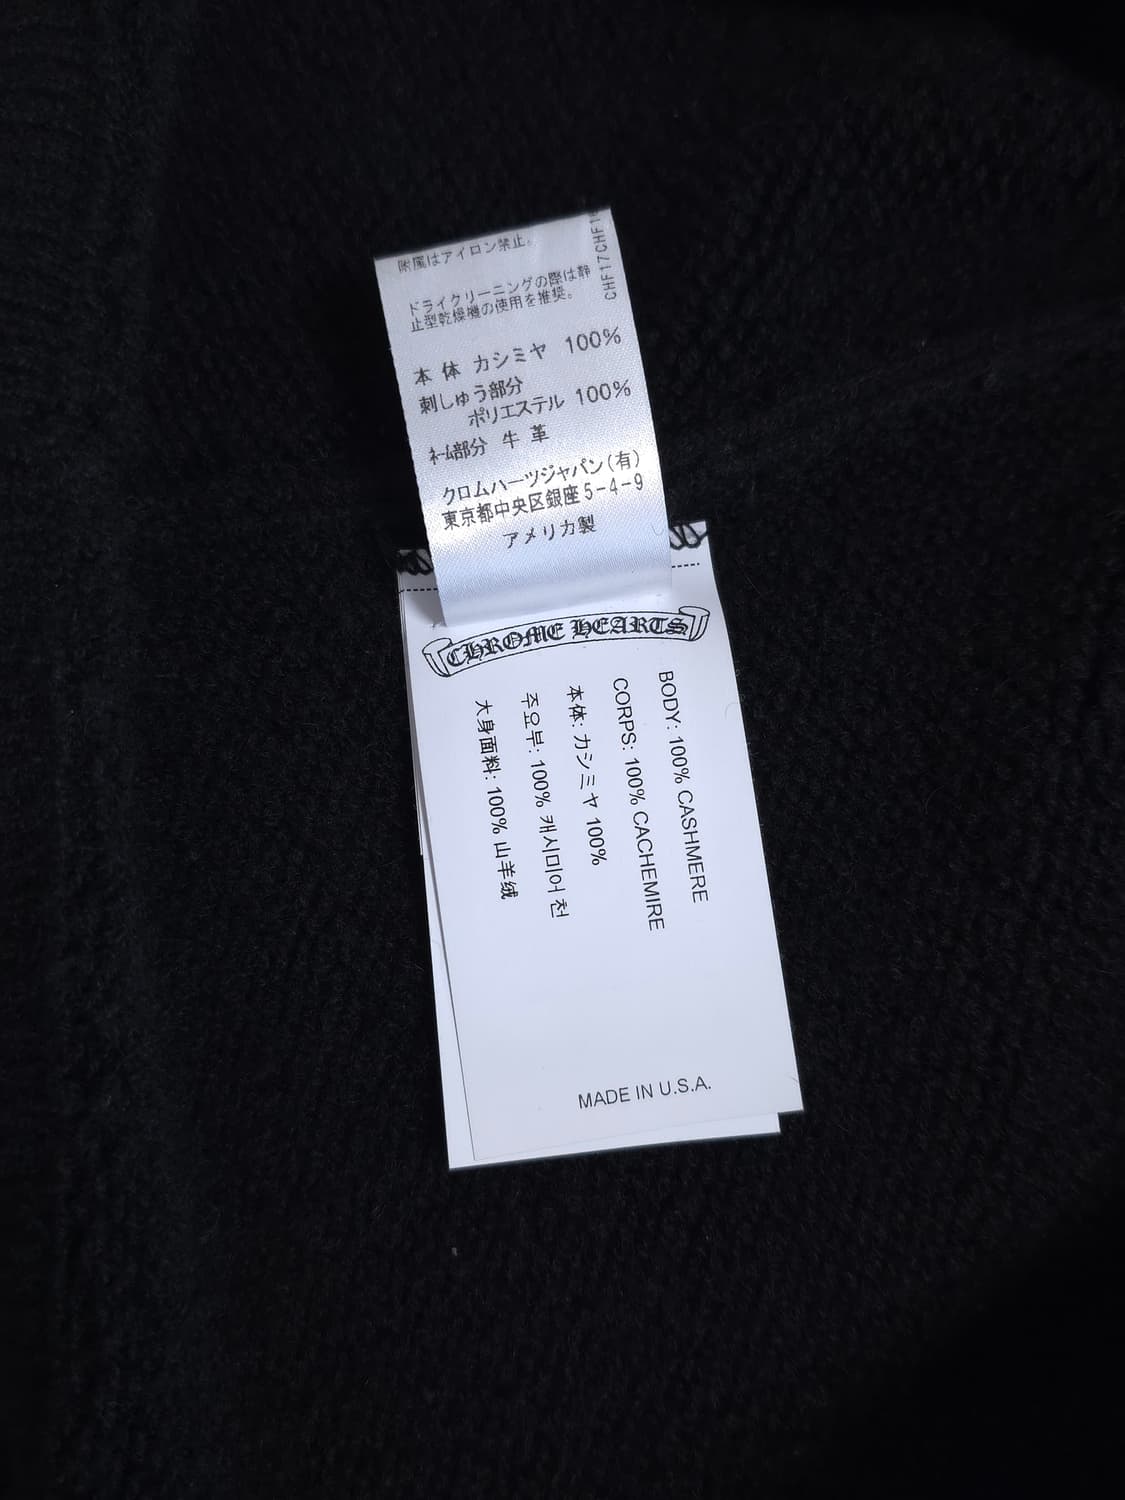 附属はアイロン禁止。
ドライクリーニングの際は静
止型乾燥機の使用を推奨。
本体 カシミヤ 100%
刺しゅう部分
ポリエステル 100%
ネーム部分 牛革
クロムハーツジャパン(有)
東京都中央区銀座5-4-9
アメリカ製
CHF17CHF1
CHROME HEARTS
BODY: 100% CASHMERE
CORPS: 100% CACHEMIRE
本体: カシミヤ 100%
주요부: 100% 캐시미어 천
大身面料: 100% 山羊绒
MADE IN U.S.A.